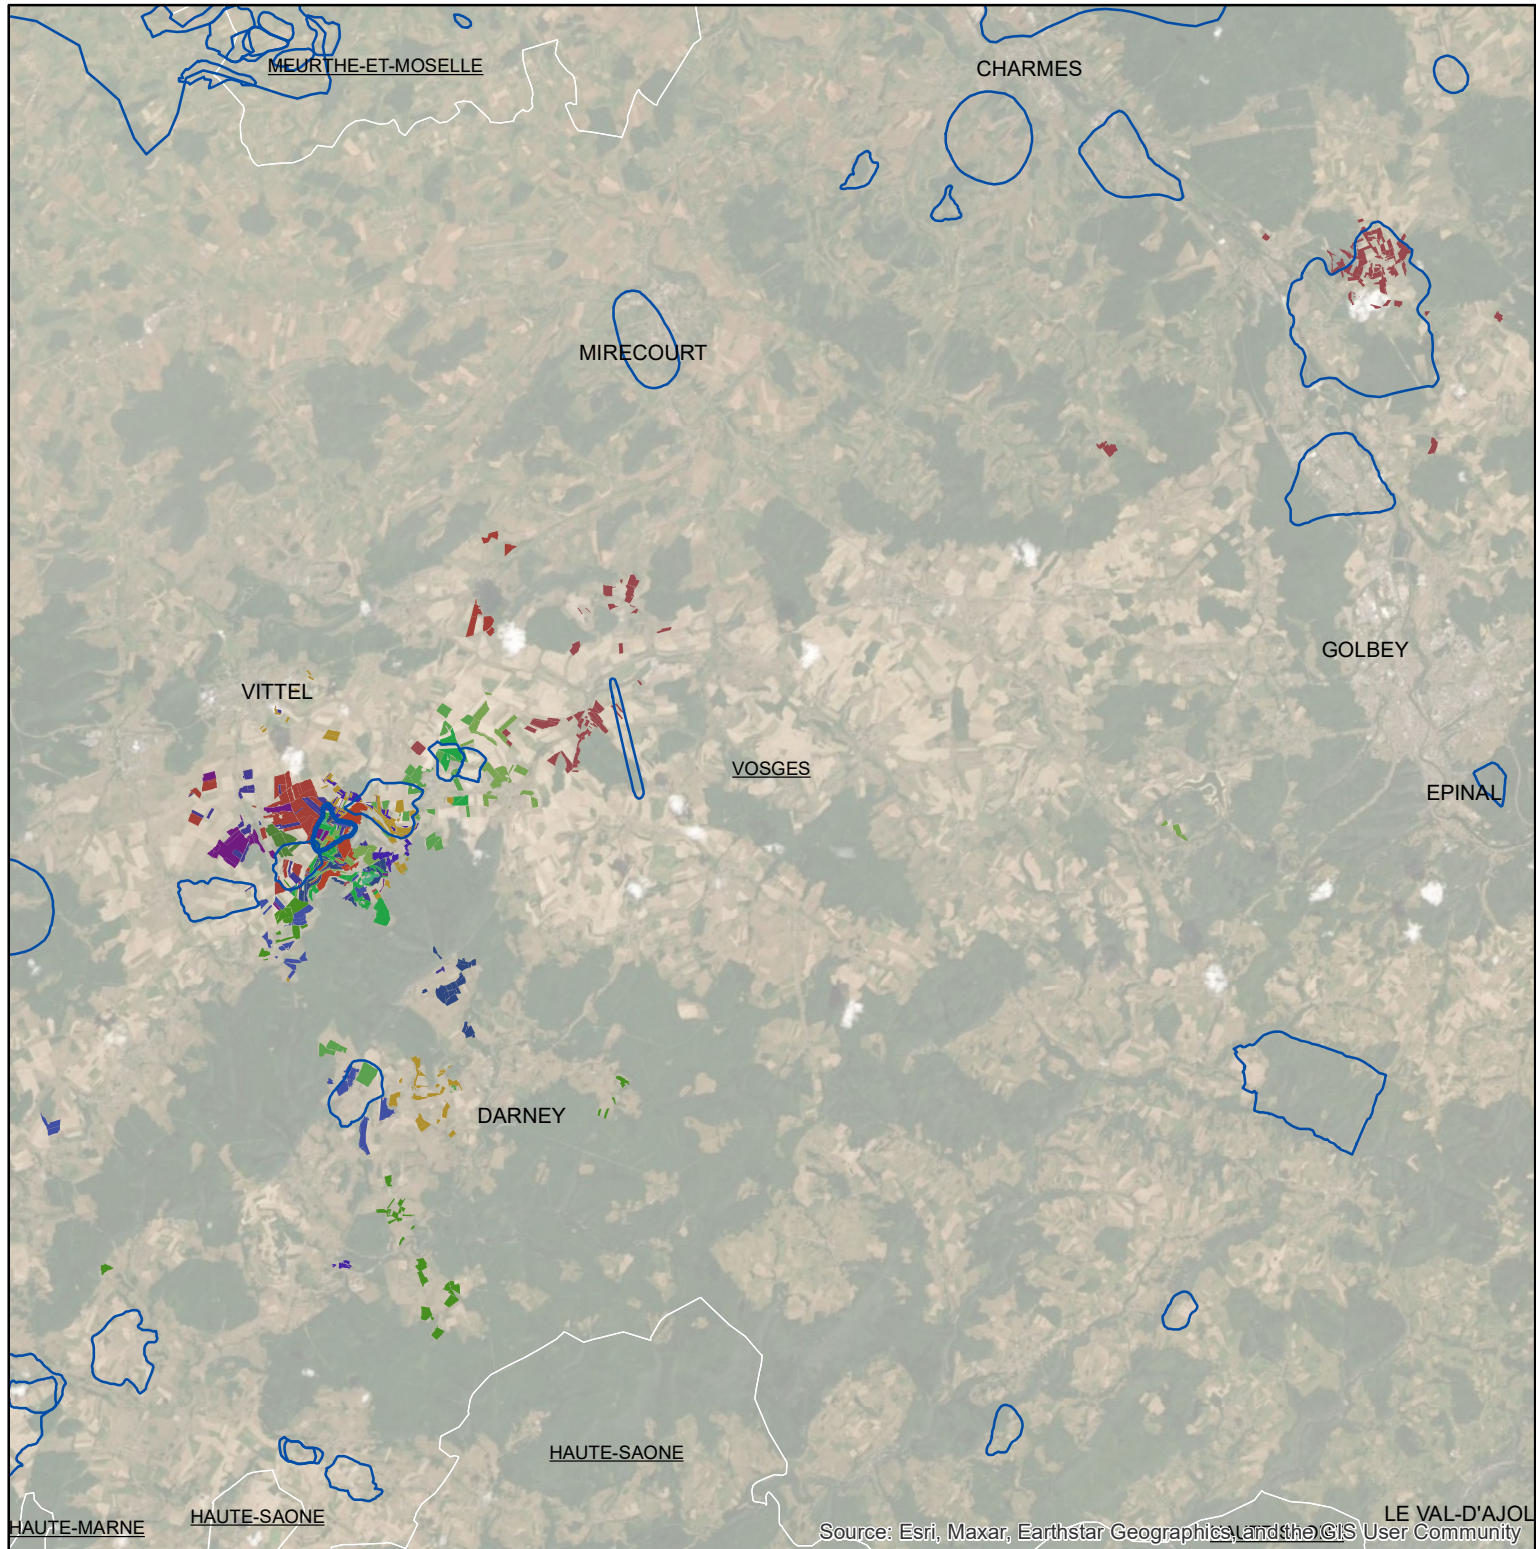 MEURTHE-ET-MOSELLE
CHARMES
MIRECOURT
GOLBEY
VITTEL
VOSGES
EPINAL
DARNEY
HAUTE-SAONE
HAUTE-SAONE
HAUTE-MARNE
LE VAL-D'AJOL
Source: Esri, Maxar, Earthstar Geographics, and the GIS User Community